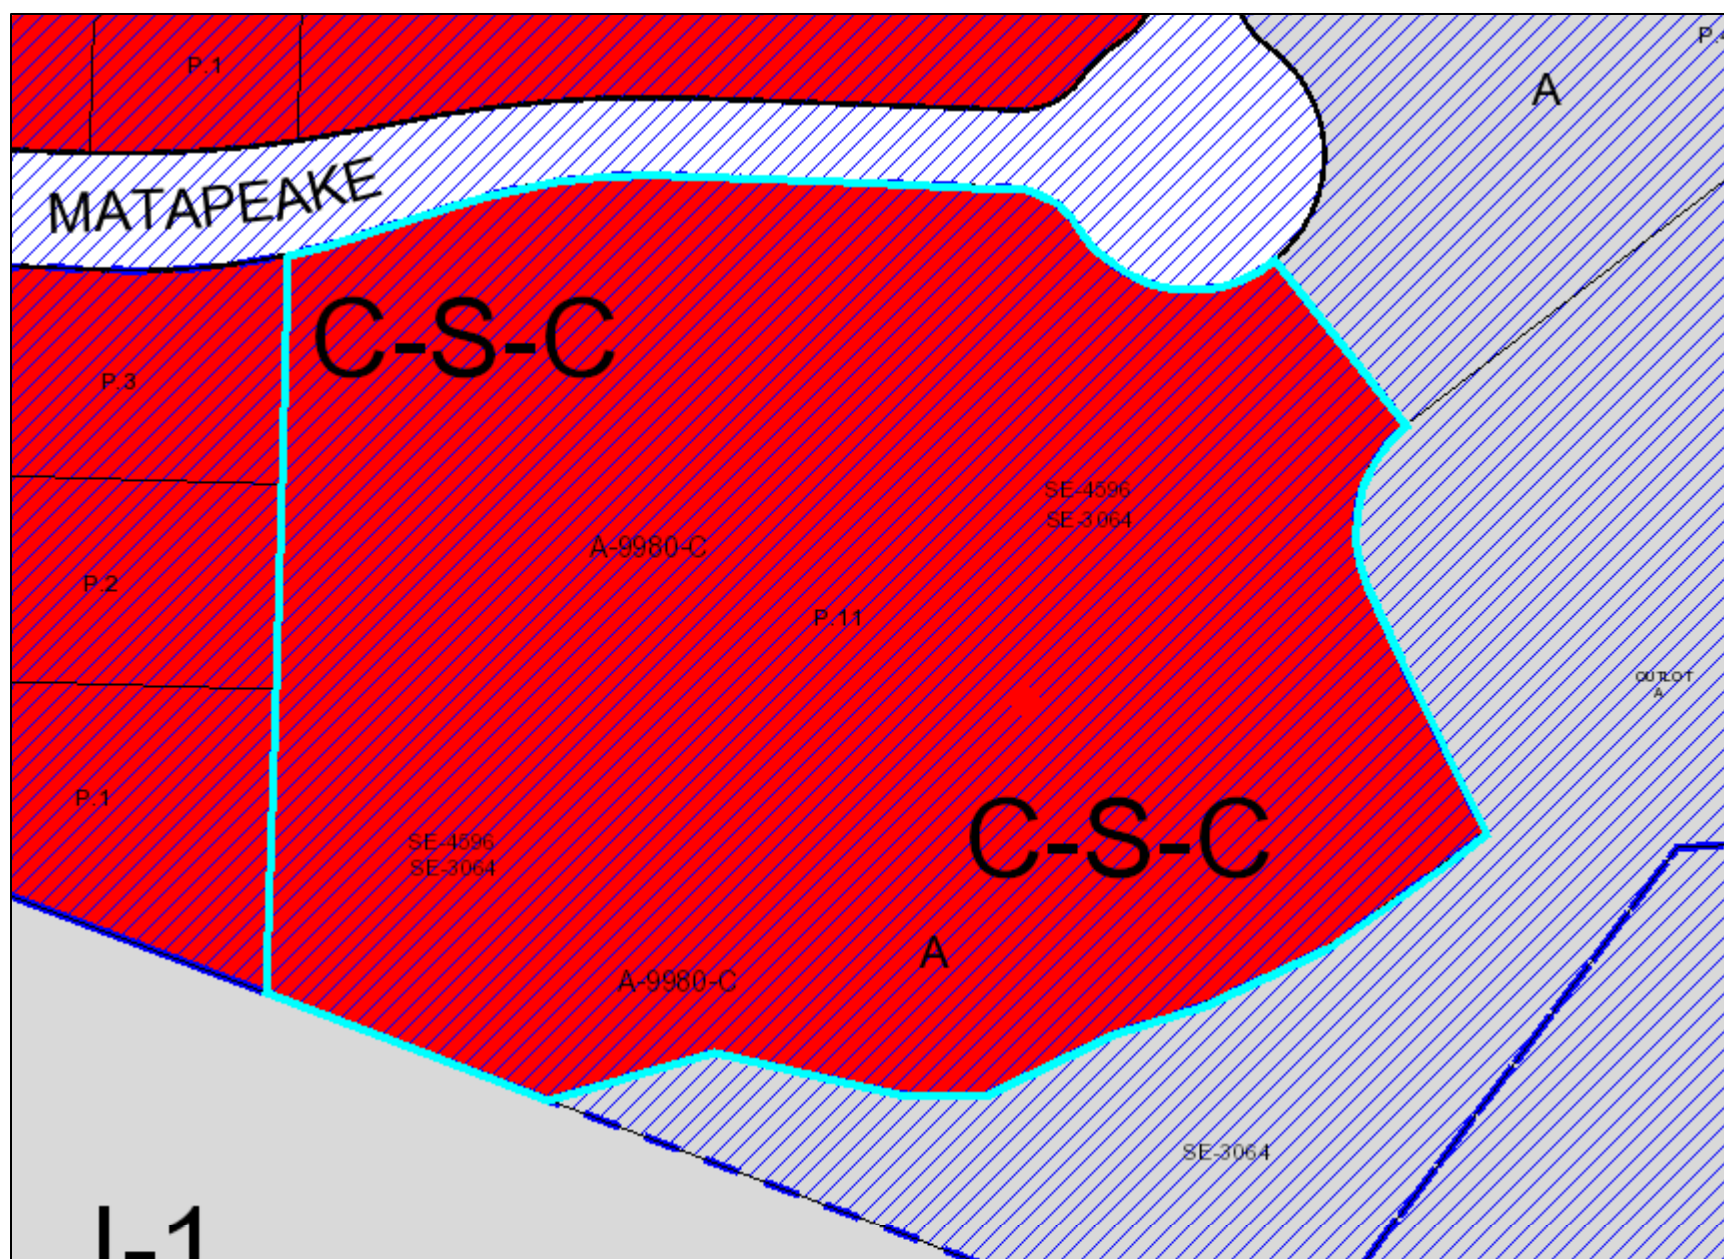 P.1
A
MATAPEAKE
C-S-C
P.3
SE-4596
SE-3064
A-9980-C
P.2
P.11
OUTLOT
A
P.1
SE-4596
SE-3064
C-S-C
A
A-9980-C
SE-3064
I-1